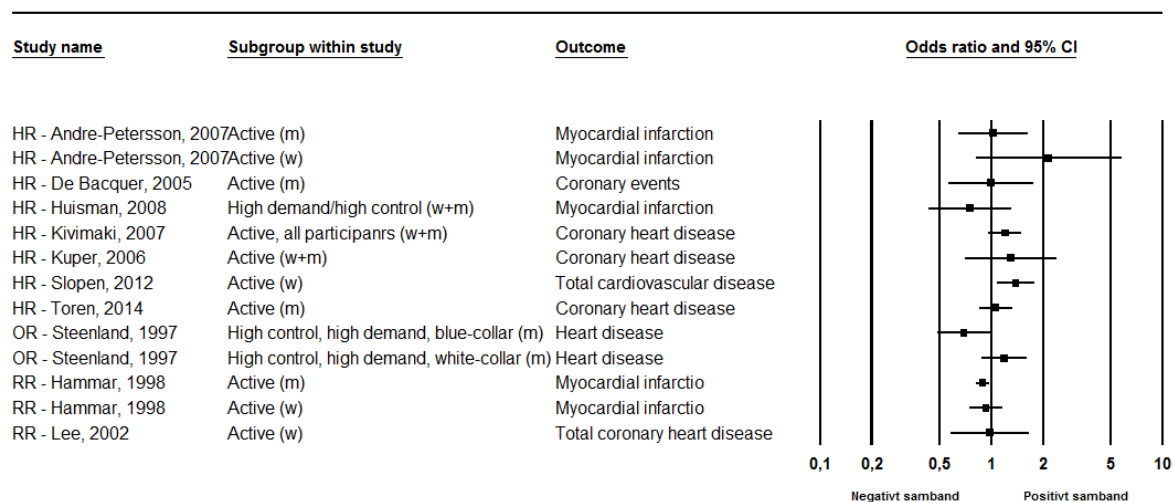 Study name Subgroup within study Outcome Odds ratio and 95% CI
HR - Andre-Petersson, 2007 Active (m) Myocardial infarction
HR - Andre-Petersson, 2007 Active (w) Myocardial infarction
HR - De Bacquer, 2005 Active (m) Coronary events
HR - Huisman, 2008 High demand/high control (w+m) Myocardial infarction
HR - Kivimaki, 2007 Active, all participanrs (w+m) Coronary heart disease
HR - Kuper, 2006 Active (w+m) Coronary heart disease
HR - Slopen, 2012 Active (w) Total cardiovascular disease
HR - Toren, 2014 Active (m) Coronary heart disease
OR - Steenland, 1997 High control, high demand, blue-collar (m) Heart disease
OR - Steenland, 1997 High control, high demand, white-collar (m) Heart disease
RR - Hammar, 1998 Active (m) Myocardial infarctio
RR - Hammar, 1998 Active (w) Myocardial infarctio
RR - Lee, 2002 Active (w) Total coronary heart disease
0,1 0,2 0,5 1 2 5 10
Negativt samband Positivt samband